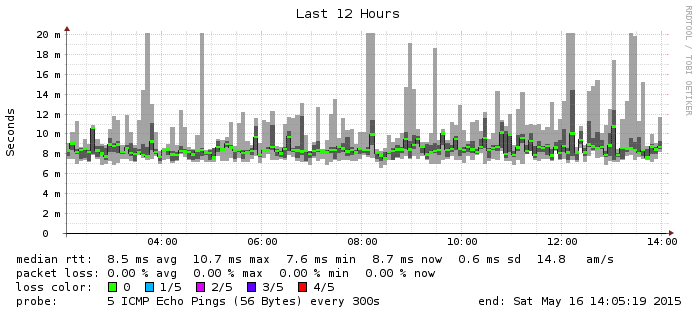 Last 12 Hours
RRDTOOL / TOBI OETIKER
Seconds
20 m
18 m
16 m
14 m
12 m
10 m
8 m
6 m
4 m
2 m
0
04:00 06:00 08:00 10:00 12:00 14:00
median rtt: 8.5 ms avg 10.7 ms max 7.6 ms min 8.7 ms now 0.6 ms sd 14.8 am/s
packet loss: 0.00 % avg 0.00 % max 0.00 % min 0.00 % now
loss color: 0 1/5 2/5 3/5 4/5
probe: 5 ICMP Echo Pings (56 Bytes) every 300s end: Sat May 16 14:05:19 2015